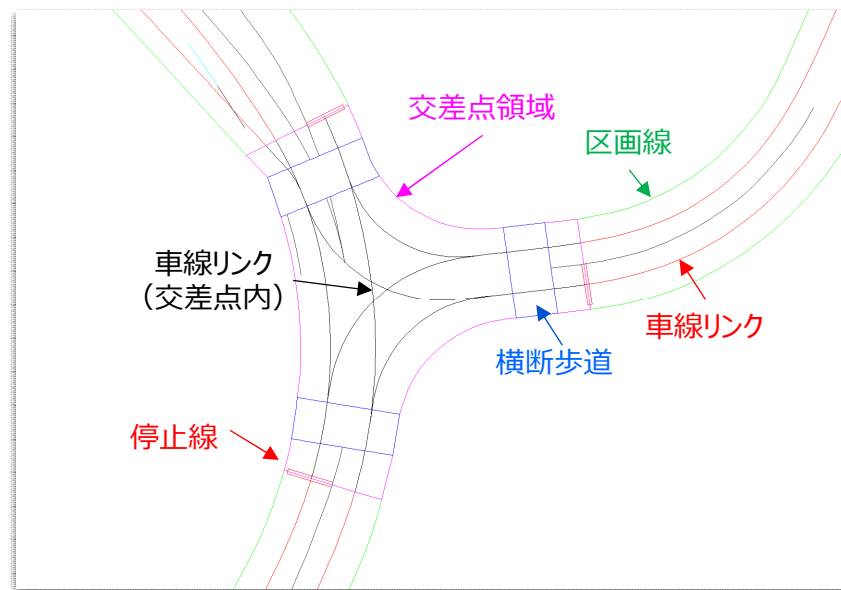 交差点領域
区画線
車線リンク
（交差点内）
車線リンク
横断歩道
停止線